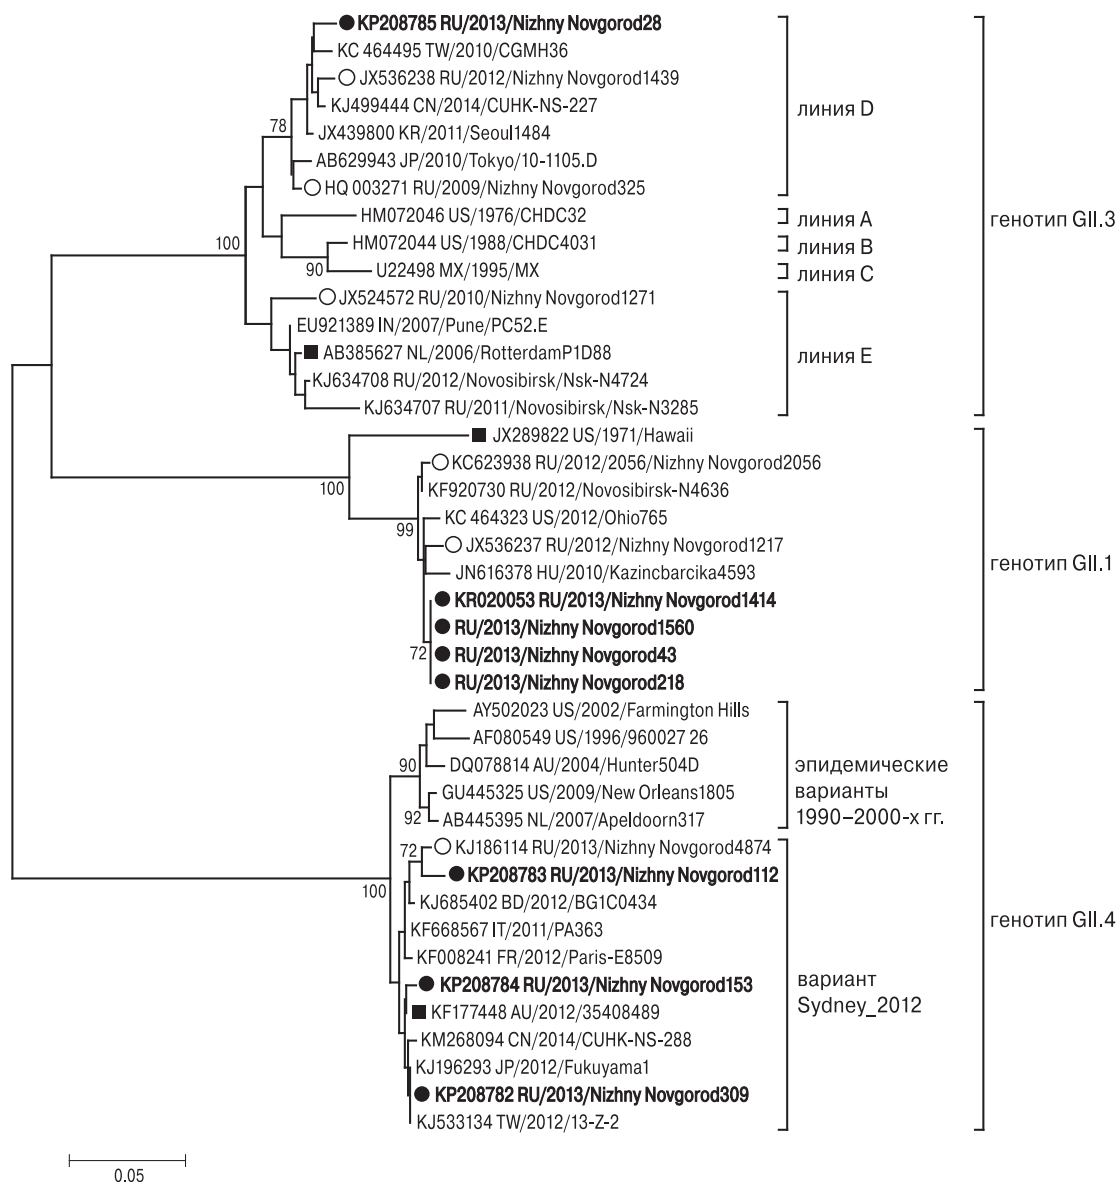 KP208785 RU/2013/Nizhny Novgorod28
KC 464495 TW/2010/CGMH36
JX536238 RU/2012/Nizhny Novgorod1439
KJ499444 CN/2014/CUHK-NS-227
78
линия D
JX439800 KR/2011/Seoul1484
AB629943 JP/2010/Tokyo/10-1105.D
HQ 003271 RU/2009/Nizhny Novgorod325
HM072046 US/1976/CHDC32
линия A
генотип GII.3
HM072044 US/1988/CHDC4031
линия B
100
90
U22498 MX/1995/MX
линия C
JX524572 RU/2010/Nizhny Novgorod1271
EU921389 IN/2007/Pune/PC52.E
AB385627 NL/2006/RotterdamP1D88
линия E
KJ634708 RU/2012/Novosibirsk/Nsk-N4724
KJ634707 RU/2011/Novosibirsk/Nsk-N3285
JX289822 US/1971/Hawaii
KC623938 RU/2012/2056/Nizhny Novgorod2056
100
KF920730 RU/2012/Novosibirsk-N4636
KC 464323 US/2012/Ohio765
99
JX536237 RU/2012/Nizhny Novgorod1217
генотип GII.1
JN616378 HU/2010/Kazincbarcika4593
KR020053 RU/2013/Nizhny Novgorod1414
RU/2013/Nizhny Novgorod1560
72
RU/2013/Nizhny Novgorod43
RU/2013/Nizhny Novgorod218
AY502023 US/2002/Farmington Hills
AF080549 US/1996/960027 26
90
DQ078814 AU/2004/Hunter504D
эпидемические
варианты
1990–2000-х гг.
GU445325 US/2009/New Orleans1805
92
AB445395 NL/2007/Apeldoorn317
72
KJ186114 RU/2013/Nizhny Novgorod4874
KP208783 RU/2013/Nizhny Novgorod112
100
KJ685402 BD/2012/BG1C0434
генотип GII.4
KF668567 IT/2011/PA363
KF008241 FR/2012/Paris-E8509
KP208784 RU/2013/Nizhny Novgorod153
вариант
Sydney_2012
KF177448 AU/2012/35408489
KM268094 CN/2014/CUHK-NS-288
KJ196293 JP/2012/Fukuyama1
KP208782 RU/2013/Nizhny Novgorod309
KJ533134 TW/2012/13-Z-2
0.05